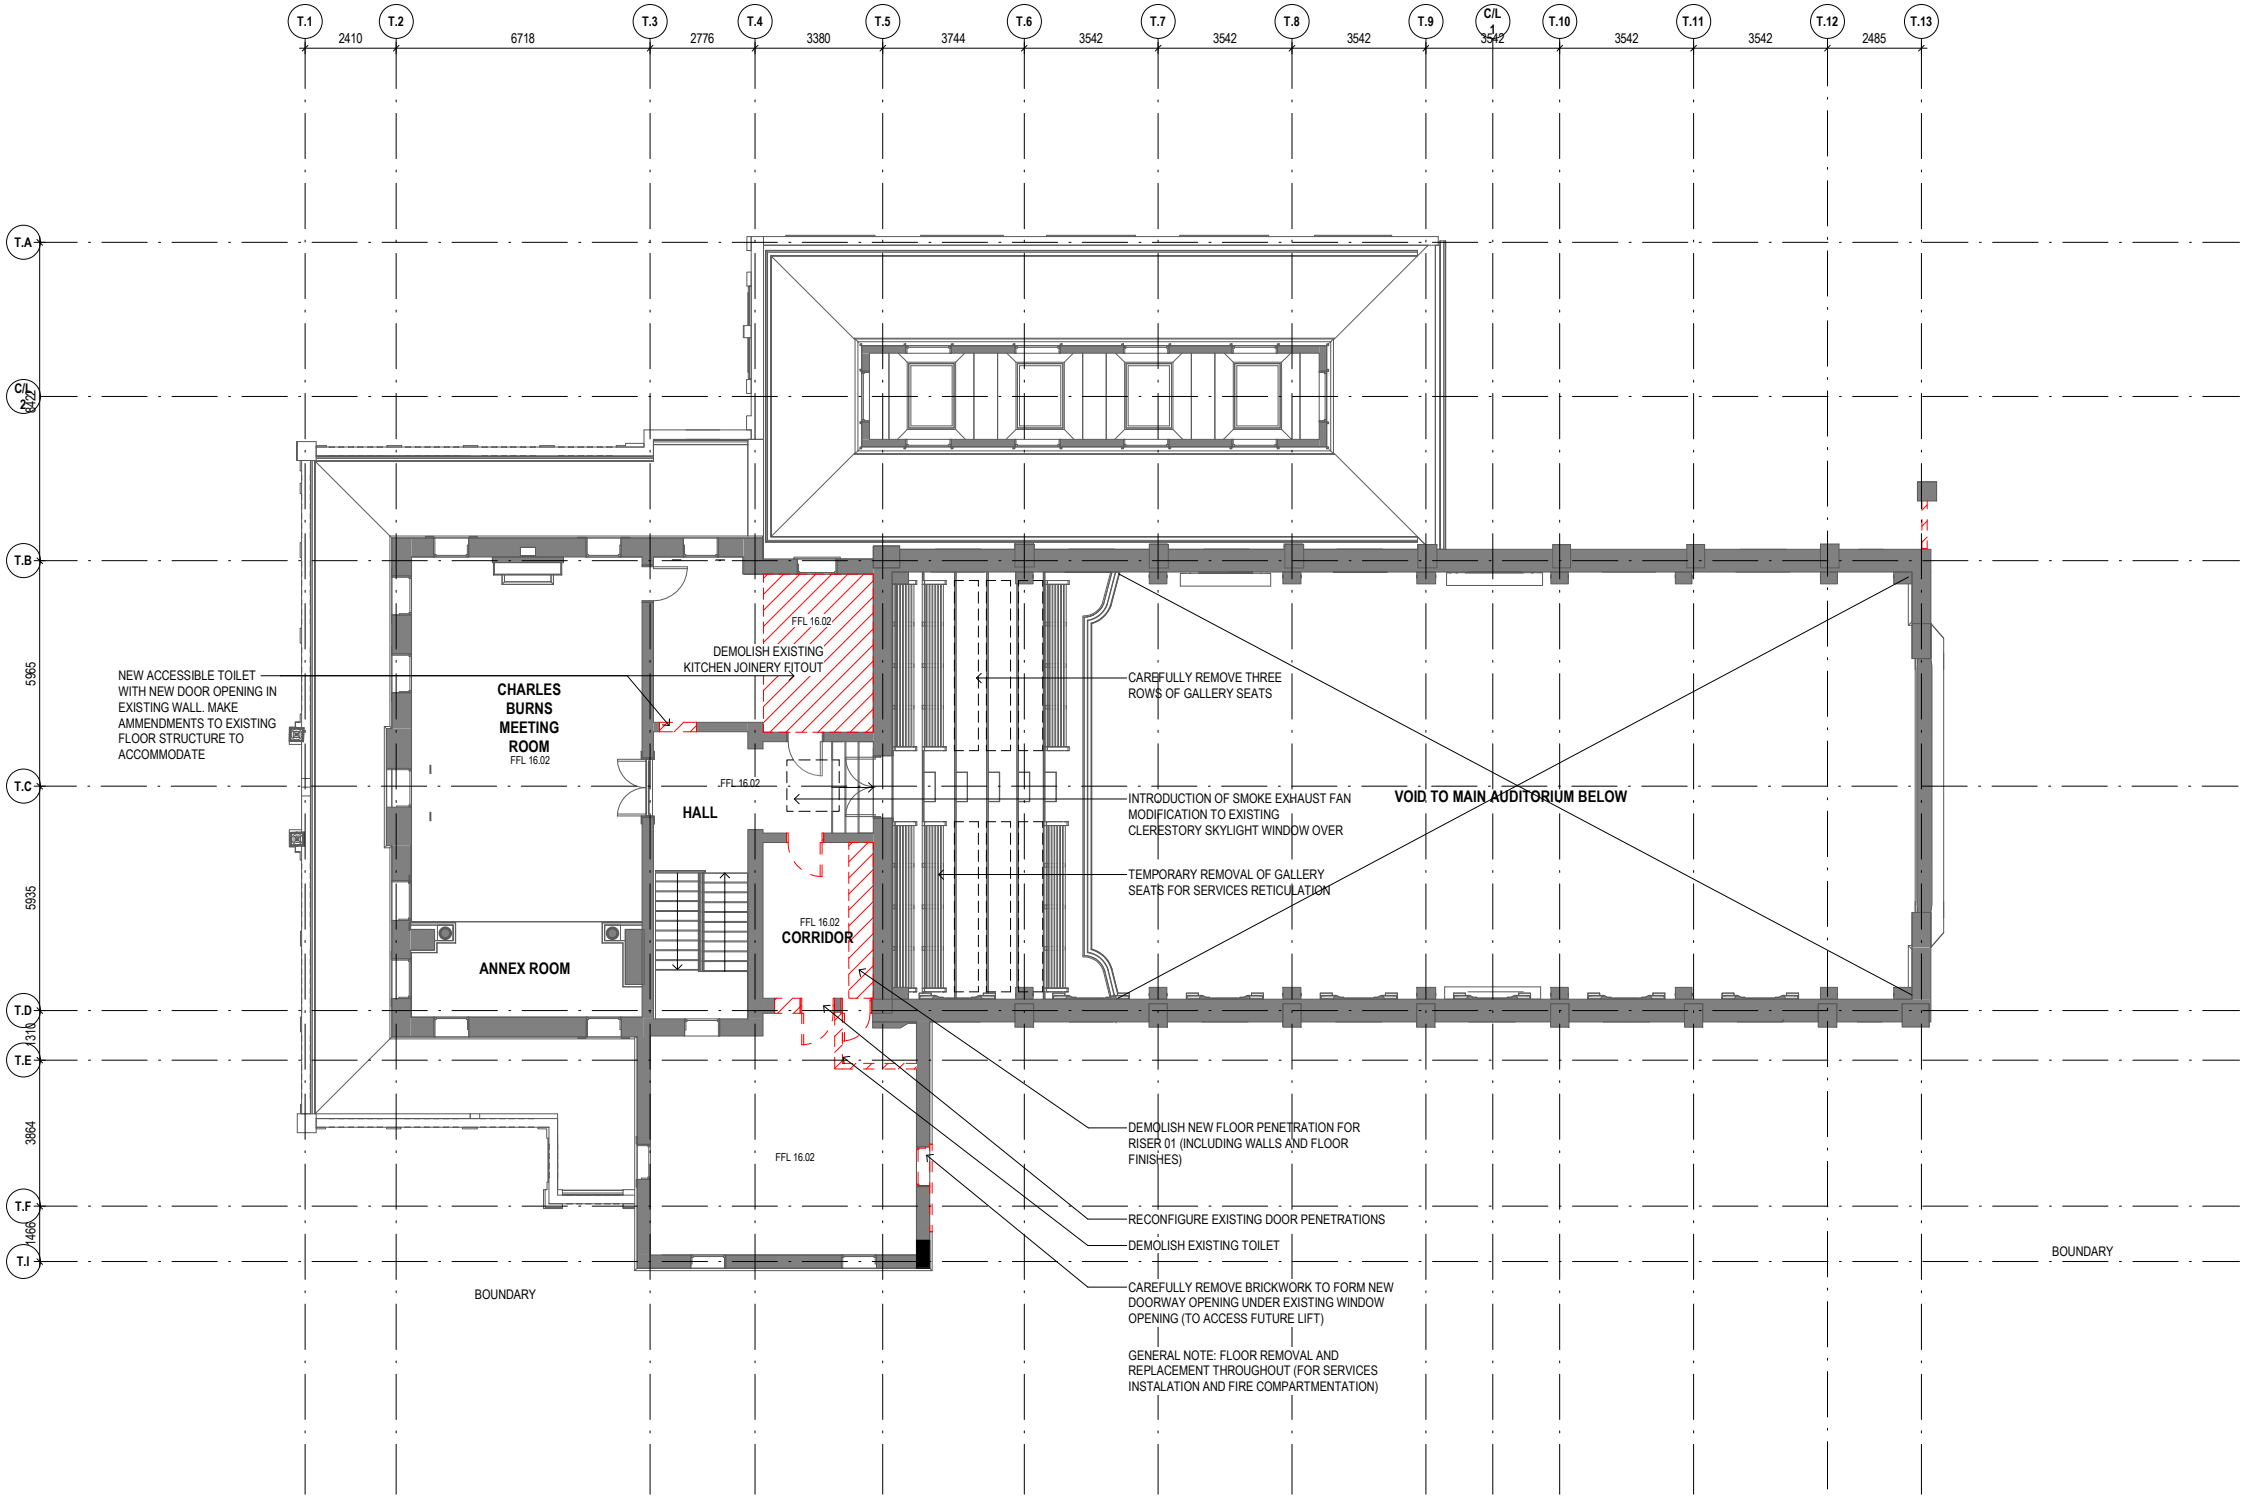 T.1 T.2 T.3 T.4 T.5 T.6 T.7 T.8 T.9 C/L 1 T.10 T.11 T.12 T.13
2410 6718 2776 3380 3744 3542 3542 3542 3542 3542 3542 2485
T.A
C/L
2
T.B
5965
T.C
5935
T.D
1310
T.E
3864
T.F
1466
T.I
NEW ACCESSIBLE TOILET
WITH NEW DOOR OPENING IN
EXISTING WALL. MAKE
AMMENDMENTS TO EXISTING
FLOOR STRUCTURE TO
ACCOMMODATE
CHARLES
BURNS
MEETING
ROOM
FFL 16.02
ANNEX ROOM
FFL 16.02
DEMOLISH EXISTING
KITCHEN JOINERY FITOUT
FFL 16.02
HALL
FFL 16.02
CORRIDOR
FFL 16.02
CAREFULLY REMOVE THREE
ROWS OF GALLERY SEATS
INTRODUCTION OF SMOKE EXHAUST FAN
MODIFICATION TO EXISTING
CLERESTORY SKYLIGHT WINDOW OVER
VOID TO MAIN AUDITORIUM BELOW
TEMPORARY REMOVAL OF GALLERY
SEATS FOR SERVICES RETICULATION
DEMOLISH NEW FLOOR PENETRATION FOR
RISER 01 (INCLUDING WALLS AND FLOOR
FINISHES)
RECONFIGURE EXISTING DOOR PENETRATIONS
DEMOLISH EXISTING TOILET
CAREFULLY REMOVE BRICKWORK TO FORM NEW
DOORWAY OPENING UNDER EXISTING WINDOW
OPENING (TO ACCESS FUTURE LIFT)
GENERAL NOTE: FLOOR REMOVAL AND
REPLACEMENT THROUGHOUT (FOR SERVICES
INSTALATION AND FIRE COMPARTMENTATION)
BOUNDARY
BOUNDARY